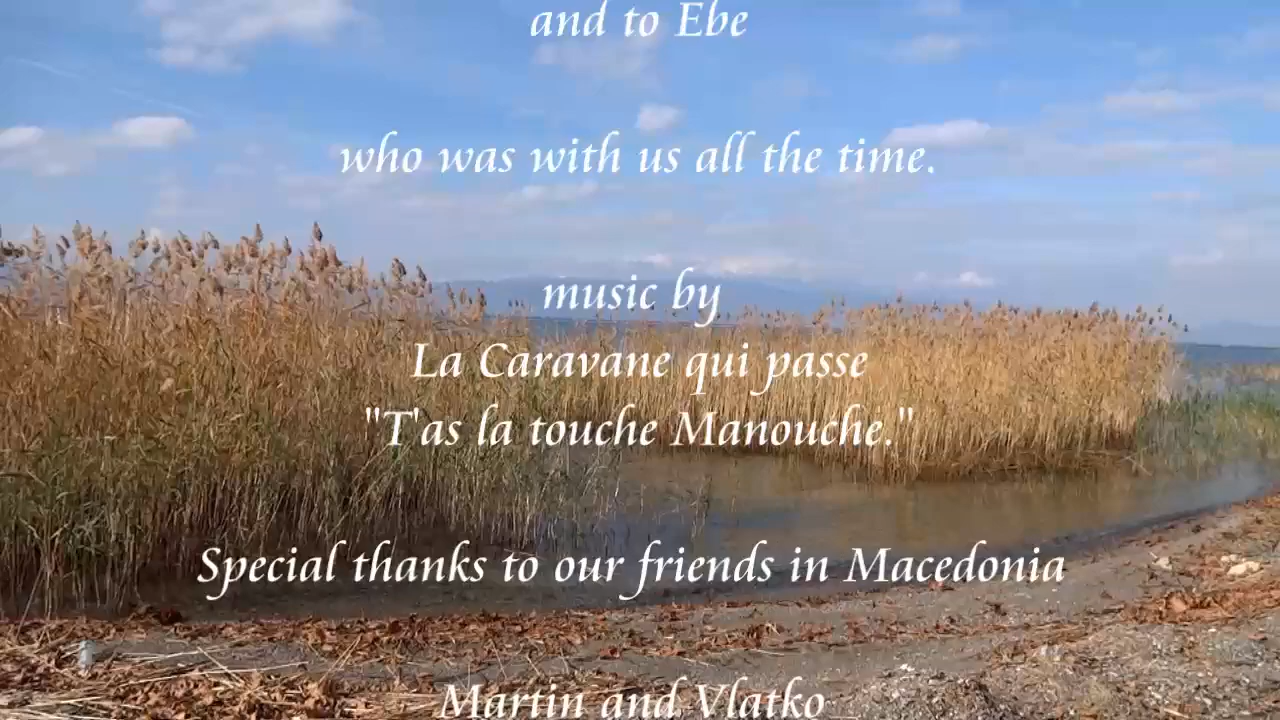 and to Ebe
who was with us all the time.
music by
La Caravane qui passe
"T'as la touche Manouche."
Special thanks to our friends in Macedonia
Martin and Vlatko